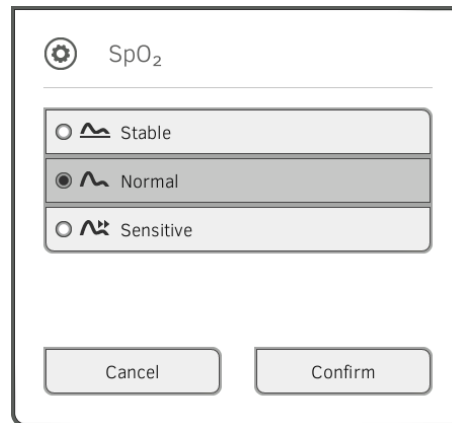 SpO₂
Stable
Normal
Sensitive
Cancel Confirm